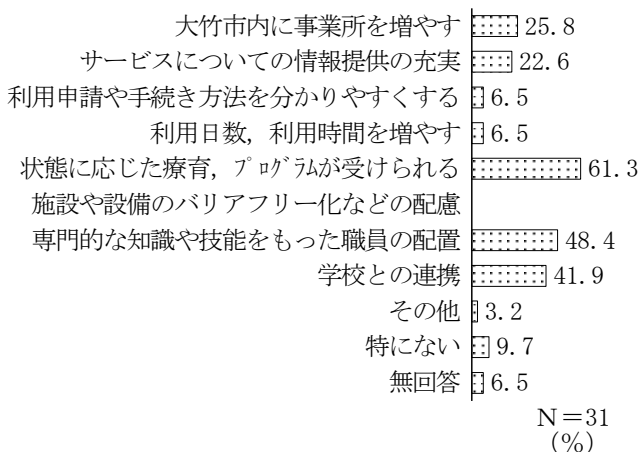 大竹市内に事業所を増やす 25.8
サービスについての情報提供の充実 22.6
利用申請や手続き方法を分かりやすくする 6.5
利用日数，利用時間を増やす 6.5
状態に応じた療育，プログラムが受けられる 61.3
施設や設備のバリアフリー化などの配慮
専門的な知識や技能をもった職員の配置 48.4
学校との連携 41.9
その他 3.2
特にない 9.7
無回答 6.5
N＝31
（%）